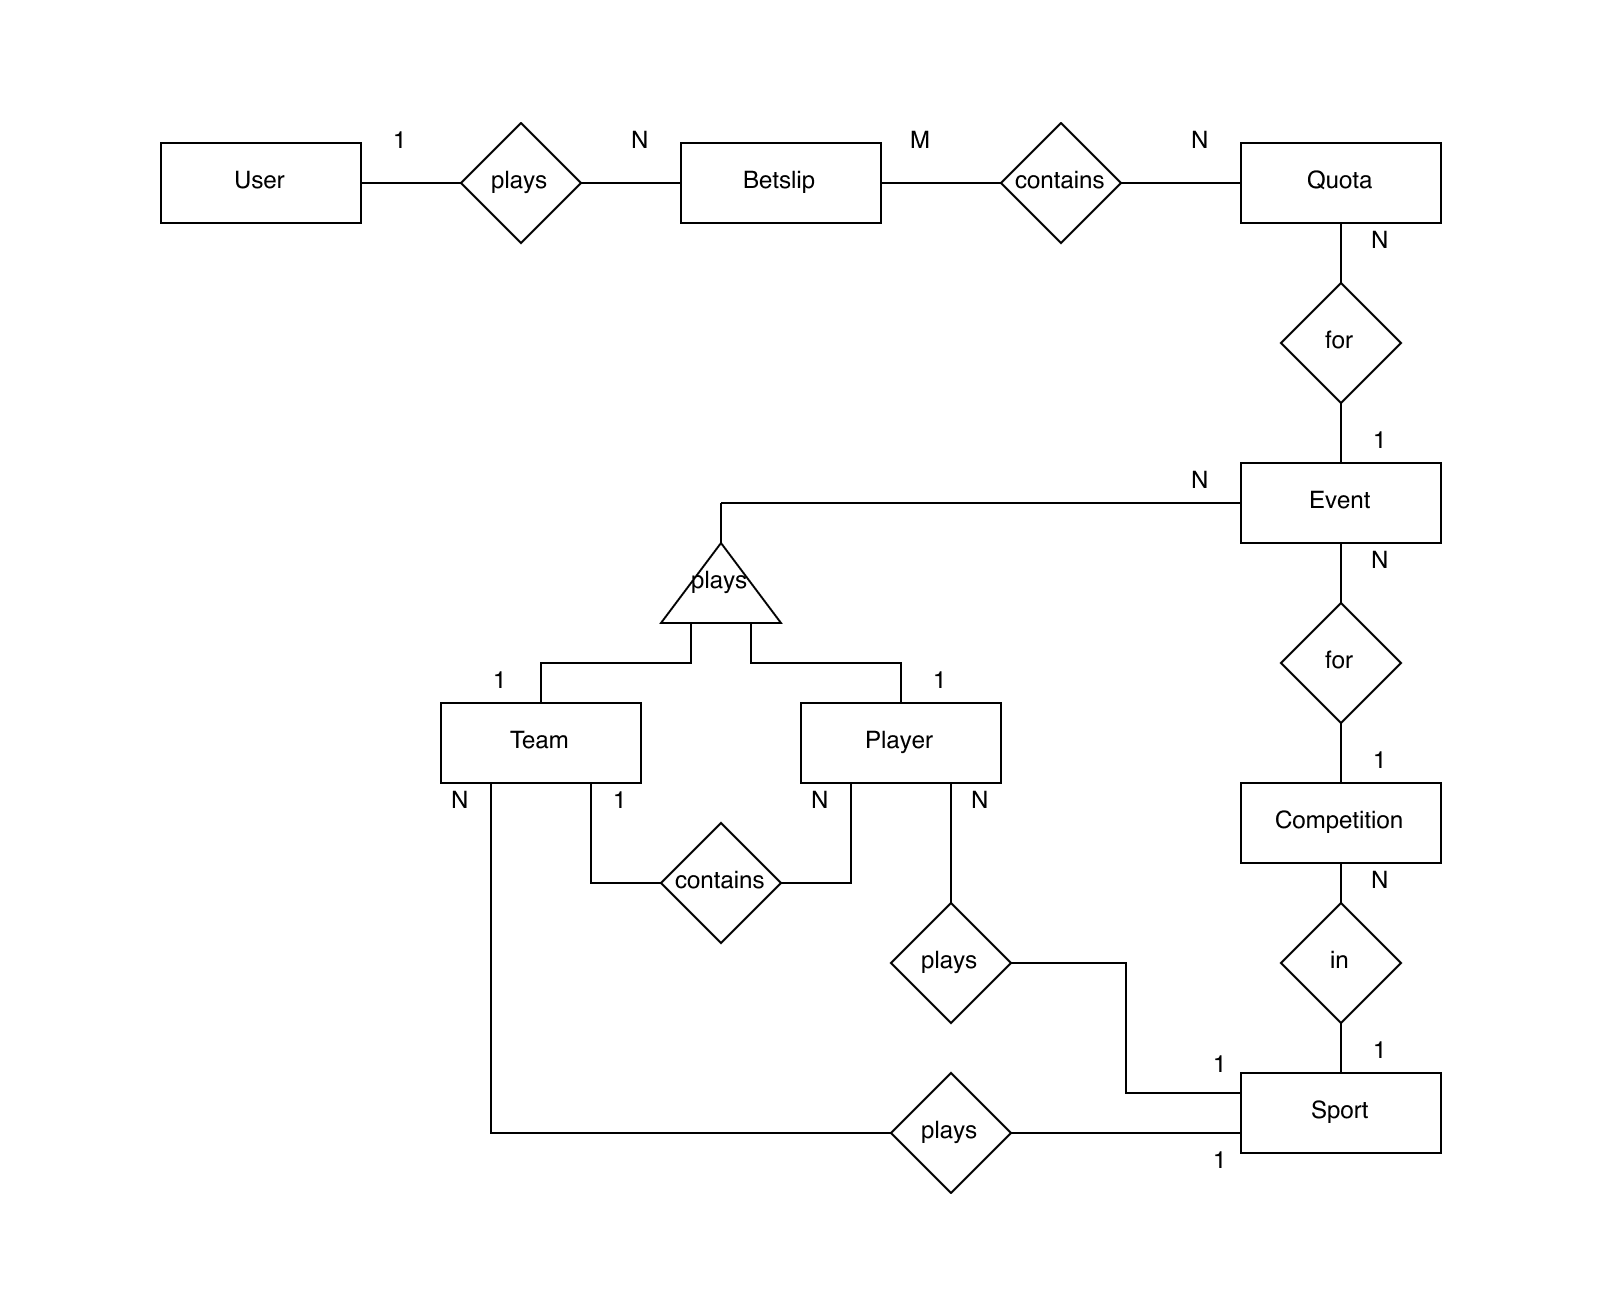 1 N M N
User plays Betslip contains Quota
N
for
1
N
Event
N
plays
for
1 1
Team Player
1
N 1 N N
Competition
contains
N
plays in
1
1
Sport
plays
1